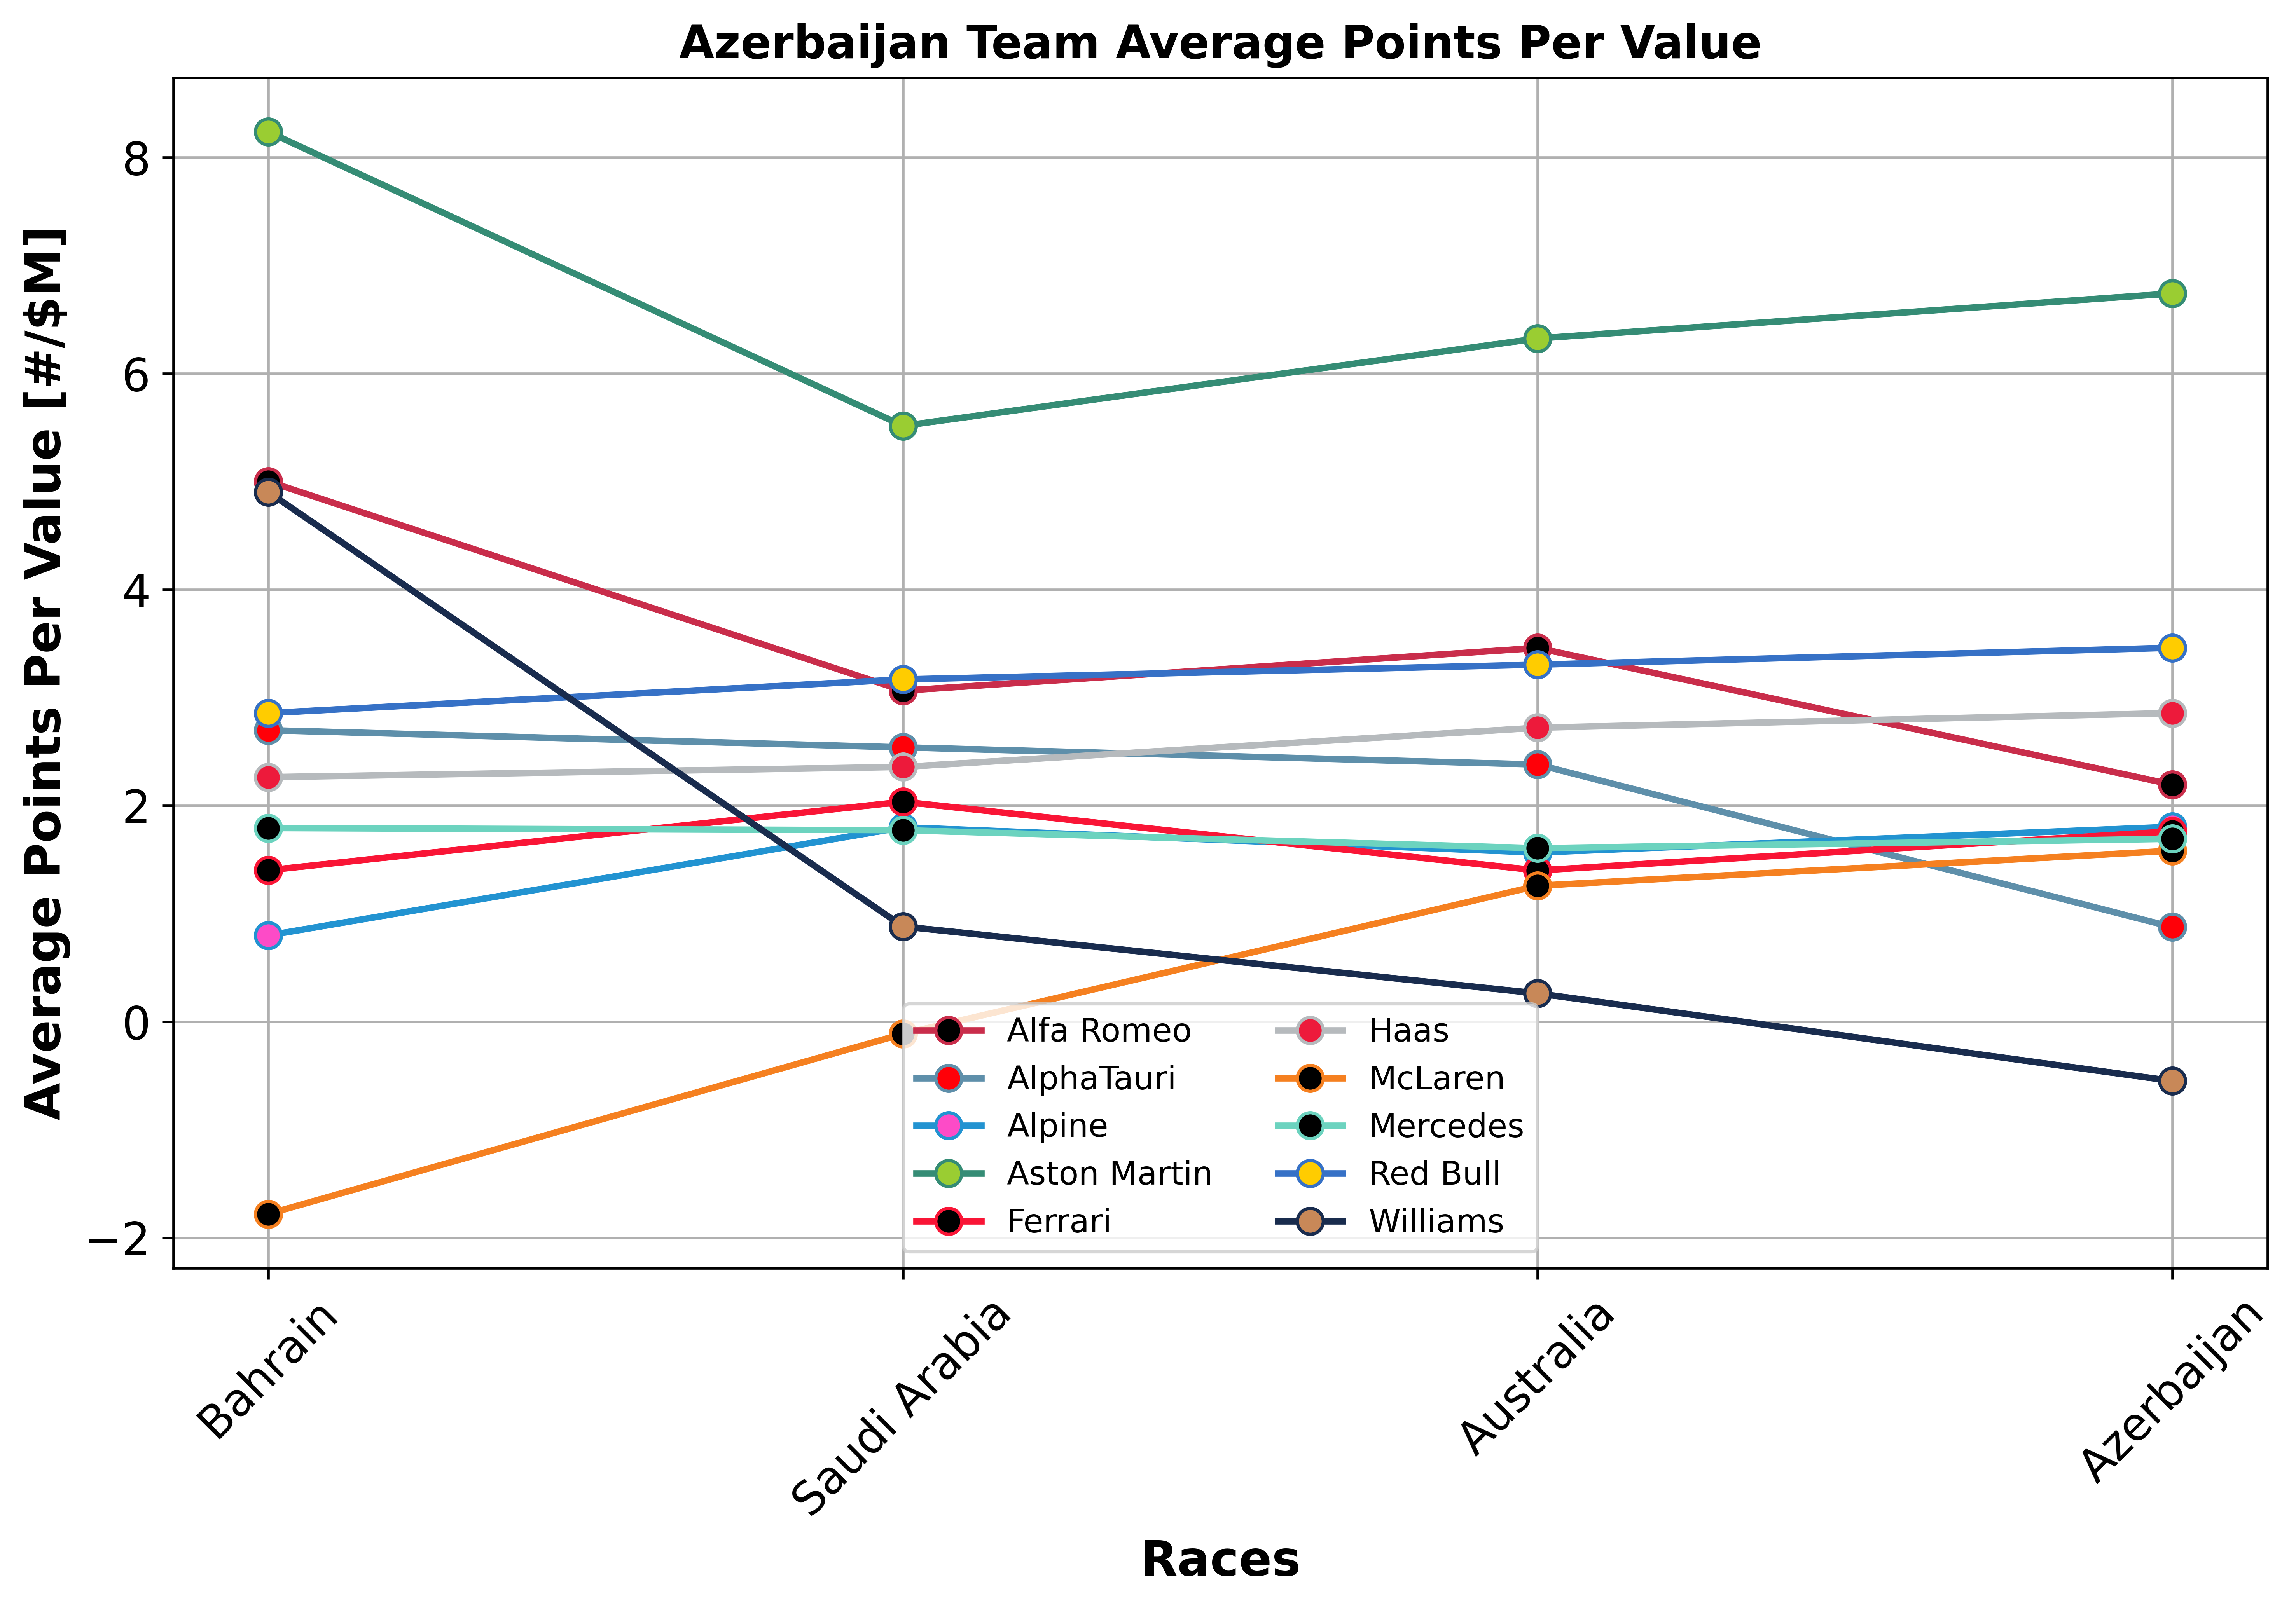 Azerbaijan Team Average Points Per Value
Average Points Per Value [#/$M]
8
6
4
2
0
−2
Alfa Romeo
AlphaTauri
Alpine
Aston Martin
Ferrari
Haas
McLaren
Mercedes
Red Bull
Williams
Bahrain
Saudi Arabia
Australia
Azerbaijan
Races